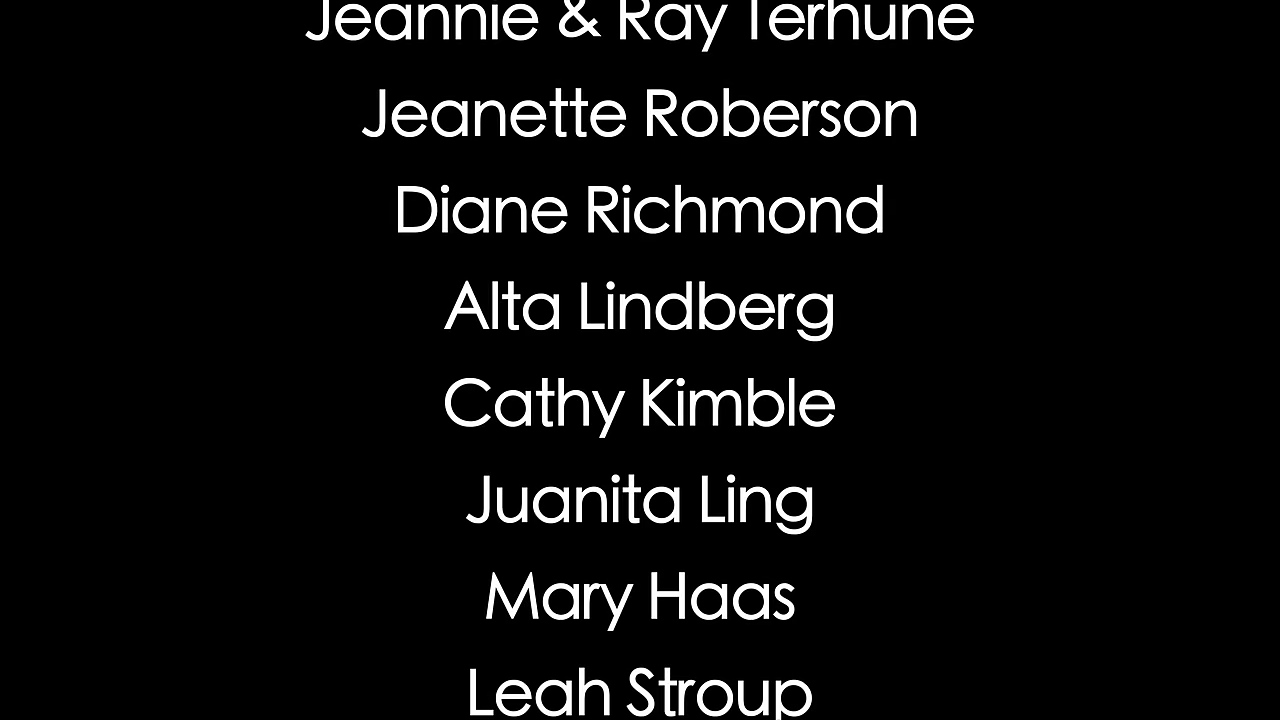 Jeannie & Ray Terhune
Jeanette Roberson
Diane Richmond
Alta Lindberg
Cathy Kimble
Juanita Ling
Mary Haas
Leah Stroup